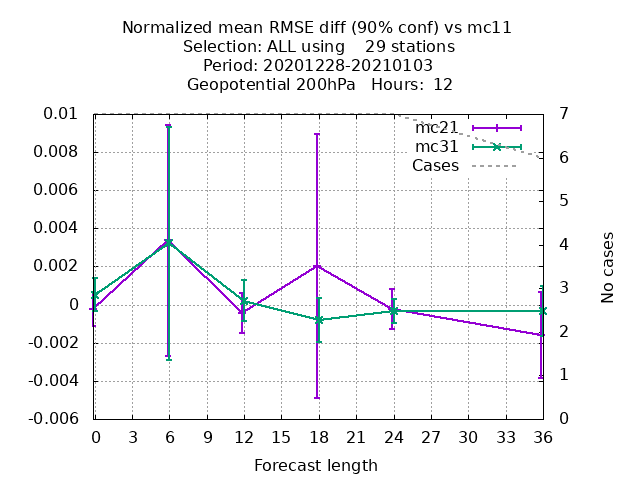 Normalized mean RMSE diff (90% conf) vs mc11
Selection: ALL using    29 stations
Period: 20201228-20210103
Geopotential 200hPa   Hours:  12
0.01
0.008
0.006
0.004
0.002
0
-0.002
-0.004
-0.006
7
6
5
4
3
2
1
0
No cases
mc21
mc31
Cases
0 3 6 9 12 15 18 21 24 27 30 33 36
Forecast length